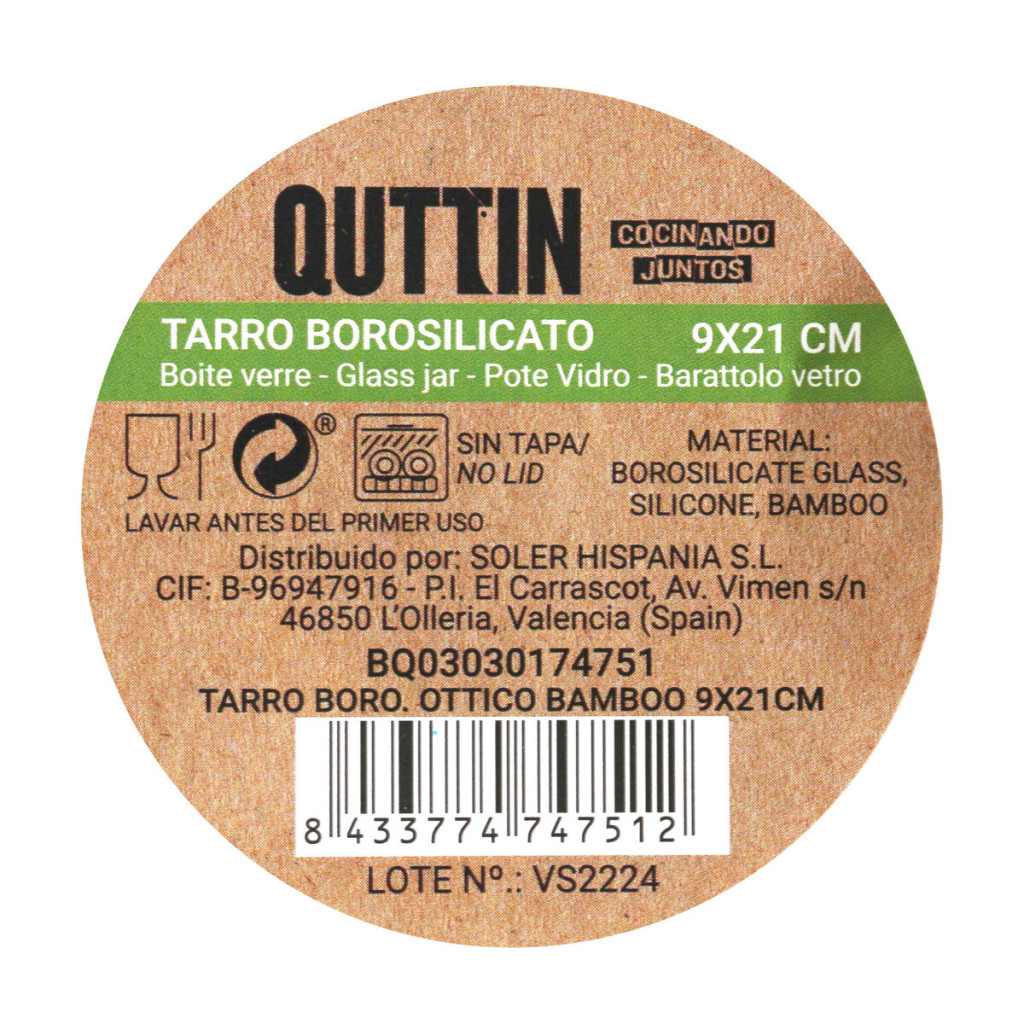 QUTTIN
COCINANDO
JUNTOS
TARRO BOROSILICATO 9X21 CM
Boite verre - Glass jar - Pote Vidro - Barattolo vetro
®
SIN TAPA/
NO LID
MATERIAL:
BOROSILICATE GLASS,
SILICONE, BAMBOO
LAVAR ANTES DEL PRIMER USO
Distribuido por: SOLER HISPANIA S.L.
CIF: B-96947916 - P.I. El Carrascot, Av. Vimen s/n
46850 L'Olleria, Valencia (Spain)
BQ03030174751
TARRO BORO. OTTICO BAMBOO 9X21CM
8 433774 747512
LOTE Nº.: VS2224